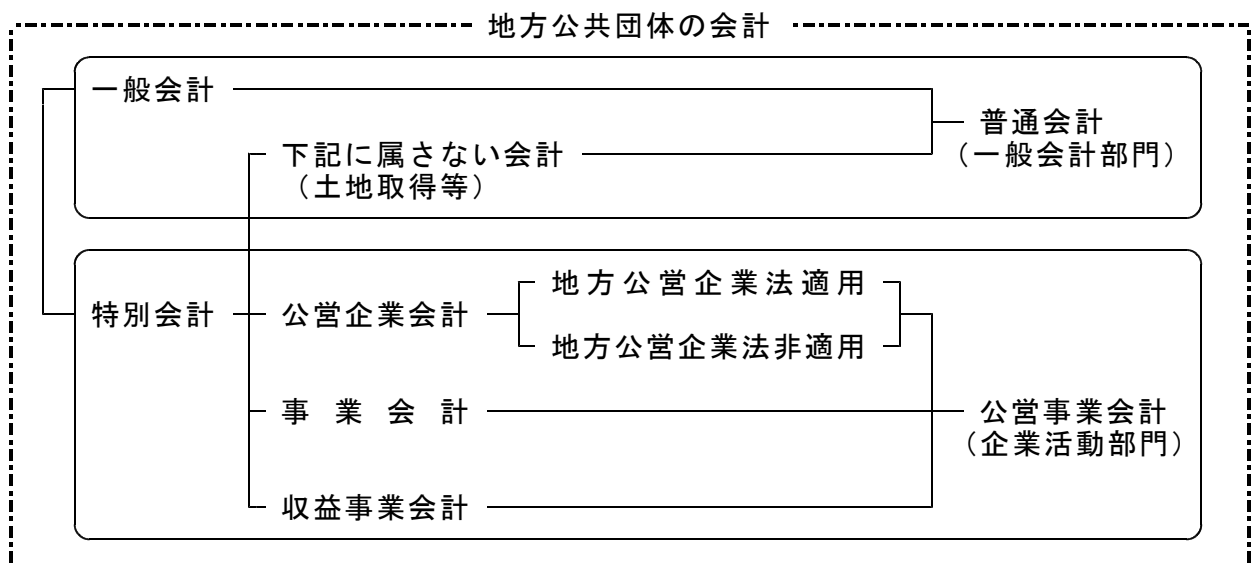 地方公共団体の会計
一般会計
普通会計
(一般会計部門)
下記に属さない会計
(土地取得等)
特別会計
公営企業会計
地方公営企業法適用
地方公営企業法非適用
事業会計
公営事業会計
(企業活動部門)
収益事業会計